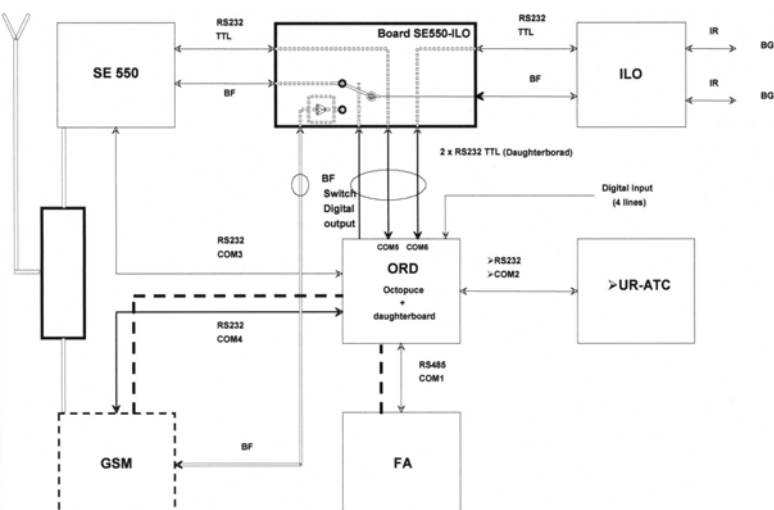 RS232
TTL
Board SE550-ILO
RS232
TTL
IR
BG
SE 550
ILO
BF
BF
IR
BG
2 x RS232 TTL (Daughterborad)
BF
Switch
Digital
output
Digital input
(4 lines)
RS232
COM3
COM5
COM6
ORD
Octopuce
+
daughterboard
➢RS232
➢COM2
➢UR-ATC
RS232
COM4
RS485
COM1
BF
GSM
FA